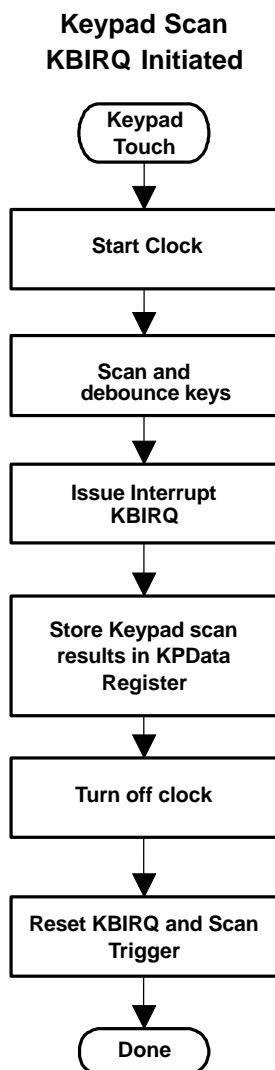 Keypad Scan
KBIRQ Initiated
Keypad
Touch
Start Clock
Scan and
debounce keys
Issue Interrupt
KBIRQ
Store Keypad scan
results in KPData
Register
Turn off clock
Reset KBIRQ and Scan
Trigger
Done